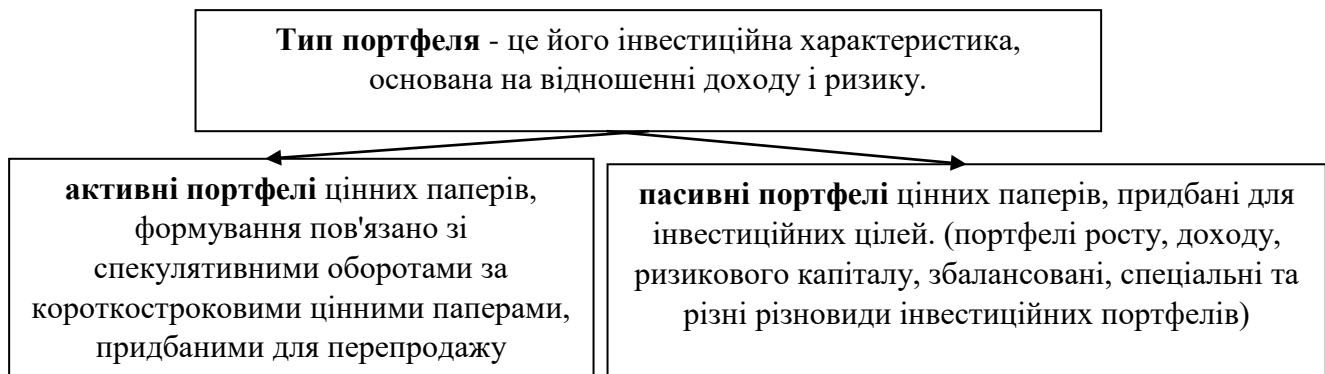 Тип портфеля - це його інвестиційна характеристика,
основана на відношенні доходу і ризику.
активні портфелі цінних паперів,
формування пов'язано зі
спекулятивними оборотами за
короткостроковими цінними паперами,
придбаними для перепродажу
пасивні портфелі цінних паперів, придбані для
інвестиційних цілей. (портфелі росту, доходу,
ризикового капіталу, збалансовані, спеціальні та
різні різновиди інвестиційних портфелів)